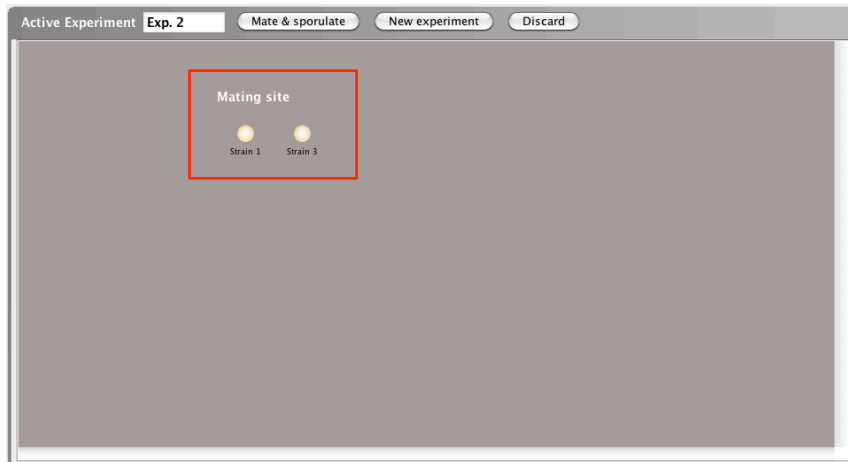 Active Experiment Exp. 2 Mate & sporulate New experiment Discard
Mating site
Strain 1 Strain 3